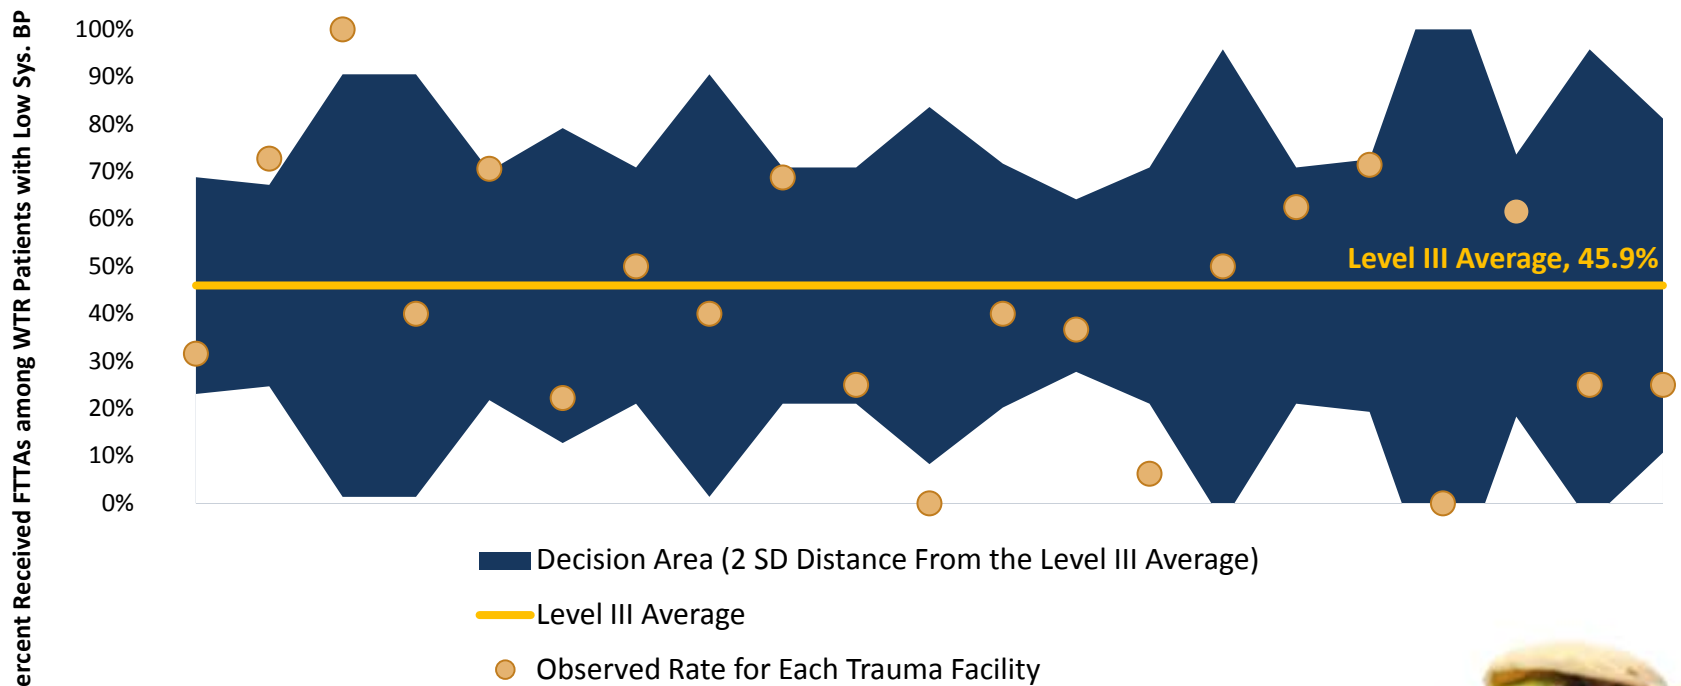 ercent Received FTTAs among WTR Patients with Low Sys. BP
100%
90%
80%
70%
60%
50%
40%
30%
20%
10%
0%
Level III Average, 45.9%
Decision Area (2 SD Distance From the Level III Average)
Level III Average
Observed Rate for Each Trauma Facility